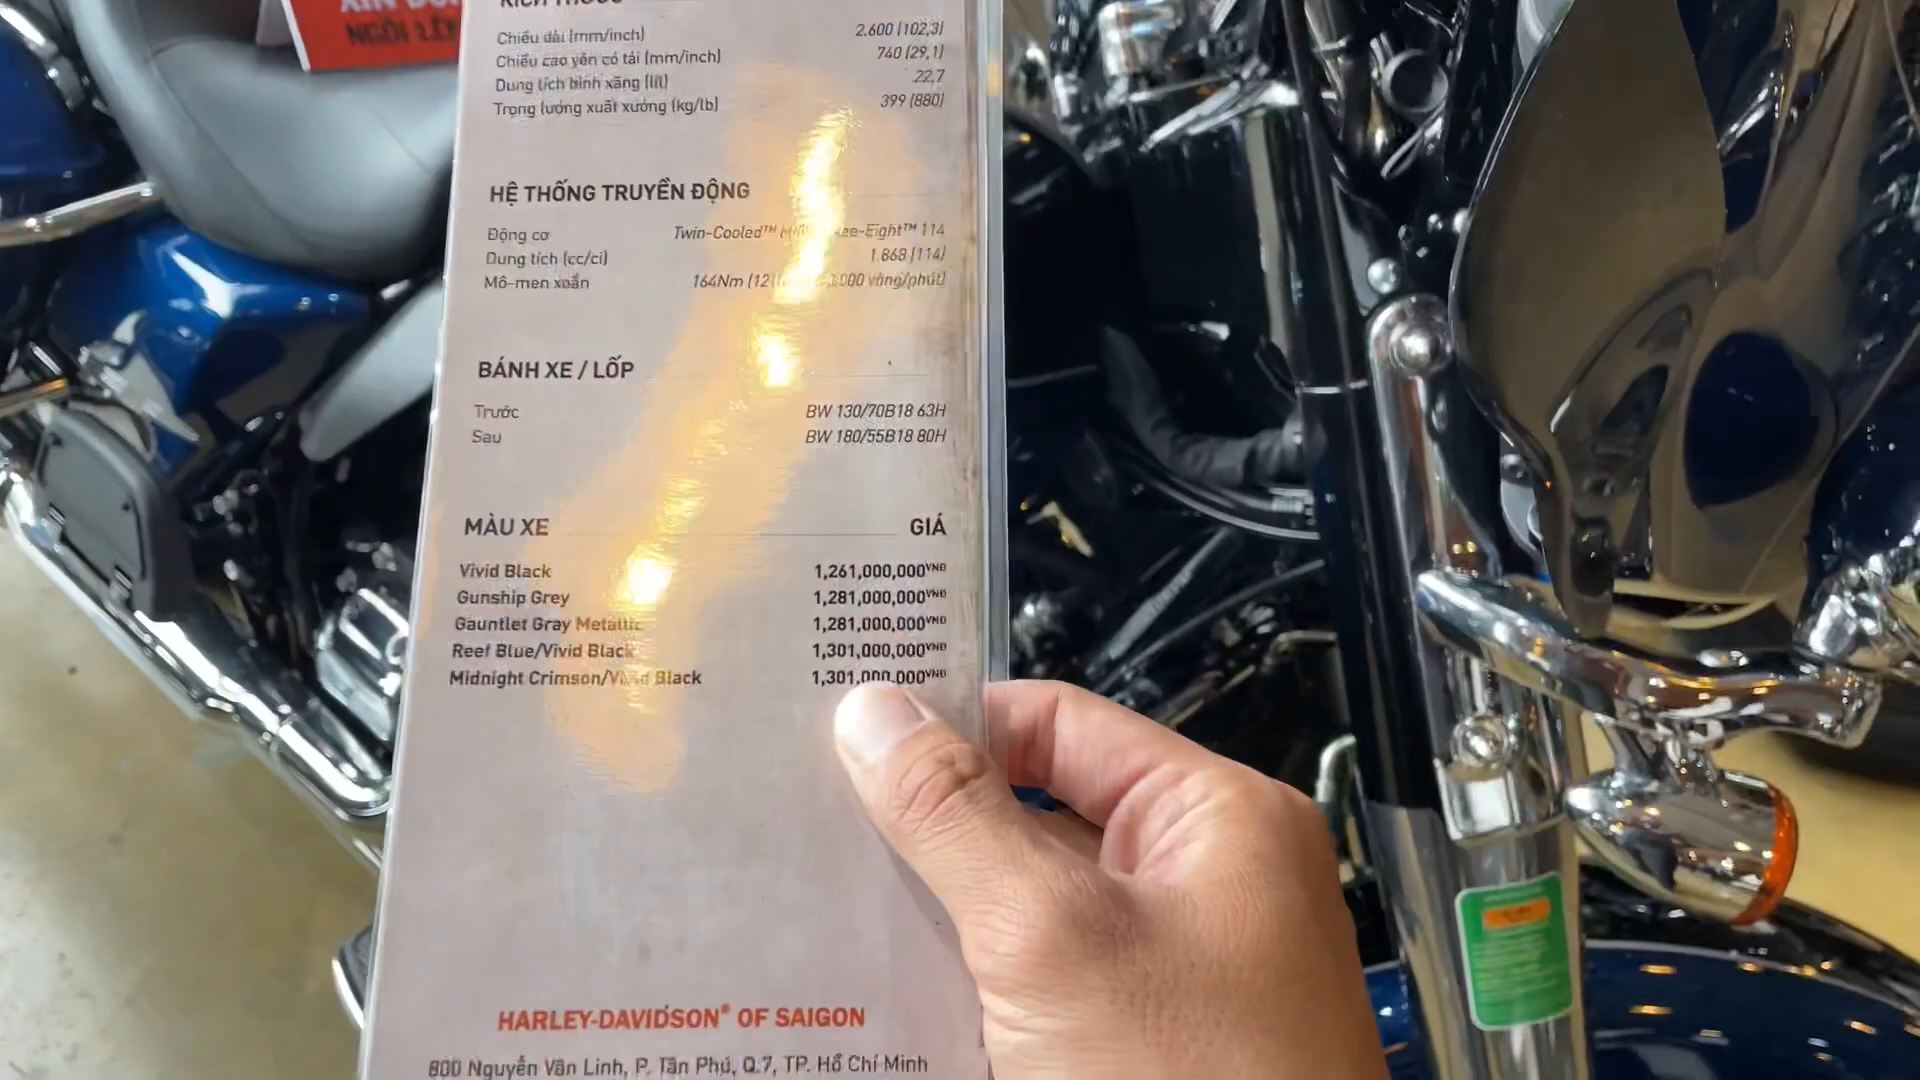 NGỒI LÊN
KÍCH THƯỚC
Chiều dài (mm/inch) 2.600 (102,3)
Chiều cao yên có tải (mm/inch) 740 (29,1)
Dung tích bình xăng (lít) 22,7
Trọng lượng xuất xưởng (kg/lb) 399 (880)
HỆ THỐNG TRUYỀN ĐỘNG
Động cơ Twin-Cooled™ 114
Dung tích (cc/ci) 1.868 (114)
Mô-men xoắn 164Nm vòng/phút)
BÁNH XE / LỐP
Trước BW 130/70B18 63H
Sau BW 180/55B18 80H
MÀU XE GIÁ
Vivid Black 1,261,000,000VNĐ
Gunship Grey 1,281,000,000VNĐ
Gauntlet Gray Metallic 1,281,000,000VNĐ
Reef Blue/Vivid Black 1,301,000,000VNĐ
Midnight Crimson/Vivid Black 1,301,000,000VNĐ
HARLEY-DAVIDSON® OF SAIGON
800 Nguyễn Văn Linh, P. Tân Phú, Q.7, TP. Hồ Chí Minh